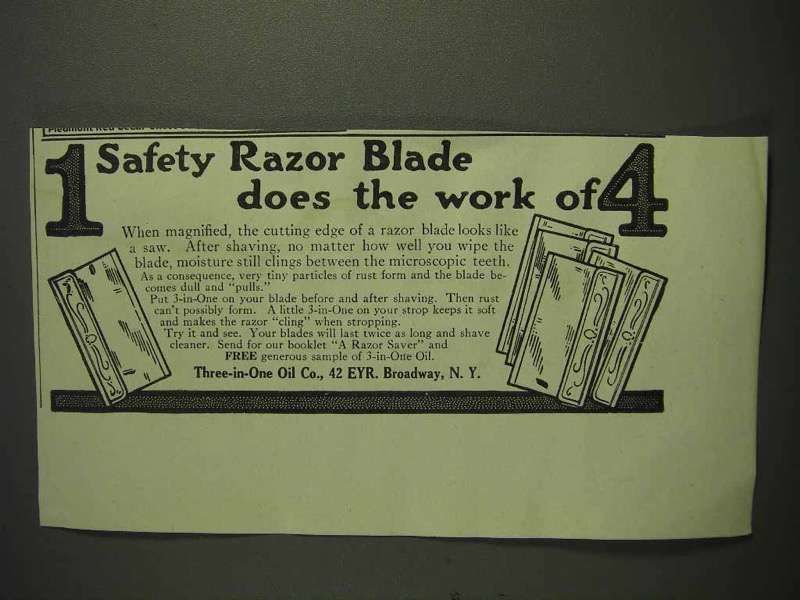 Piedmont Red Cedar
1 Safety Razor Blade
does the work of 4
When magnified, the cutting edge of a razor blade looks like
a saw. After shaving, no matter how well you wipe the
blade, moisture still clings between the microscopic teeth.
As a consequence, very tiny particles of rust form and the blade be-
comes dull and "pulls."
Put 3-in-One on your blade before and after shaving. Then rust
can't possibly form. A little 3-in-One on your strop keeps it soft
and makes the razor "cling" when stropping.
Try it and see. Your blades will last twice as long and shave
cleaner. Send for our booklet "A Razor Saver" and
FREE generous sample of 3-in-One Oil.
Three-in-One Oil Co., 42 EYR. Broadway, N. Y.